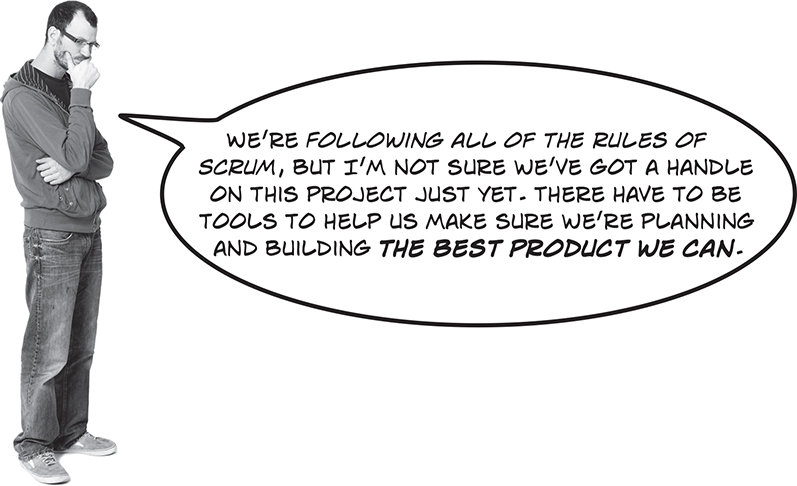 WE'RE FOLLOWING ALL OF THE RULES OF
SCRUM, BUT I'M NOT SURE WE'VE GOT A HANDLE
ON THIS PROJECT JUST YET. THERE HAVE TO BE
TOOLS TO HELP US MAKE SURE WE'RE PLANNING
AND BUILDING THE BEST PRODUCT WE CAN.